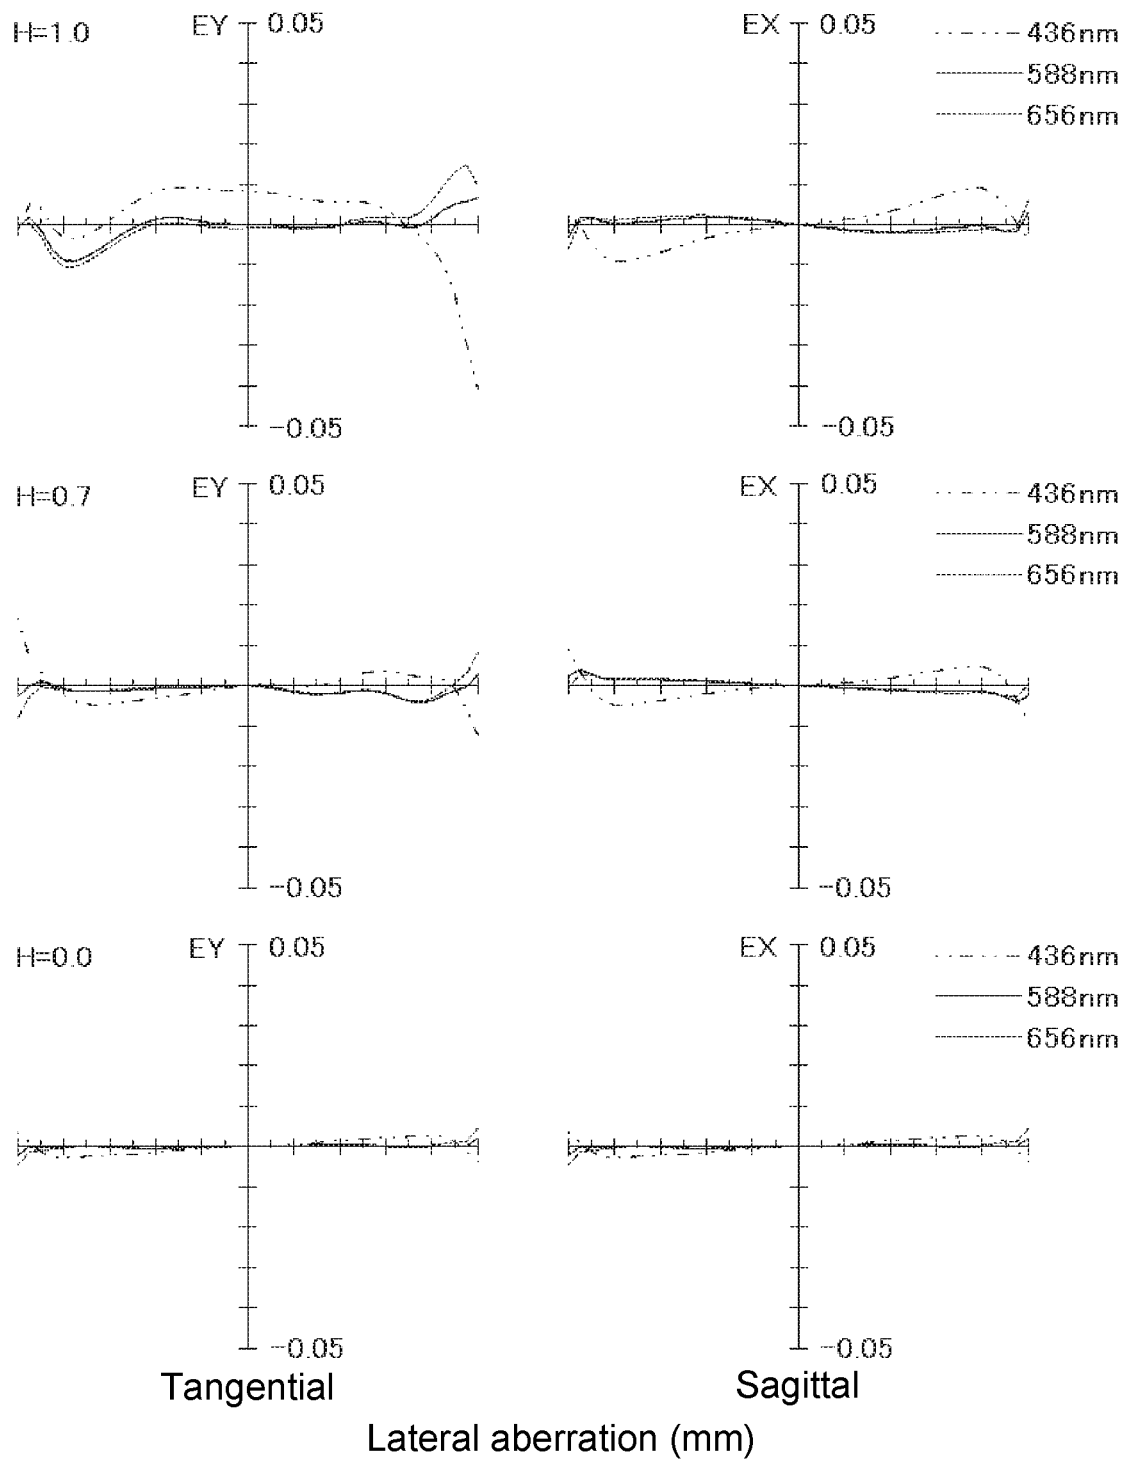 H=1.0 EY 0.05 EX 0.05 436nm
588nm
656nm
-0.05 -0.05
H=0.7 EY 0.05 EX 0.05 436nm
588nm
656nm
-0.05 -0.05
H=0.0 EY 0.05 EX 0.05 436nm
588nm
656nm
-0.05 -0.05
Tangential Sagittal
Lateral aberration (mm)